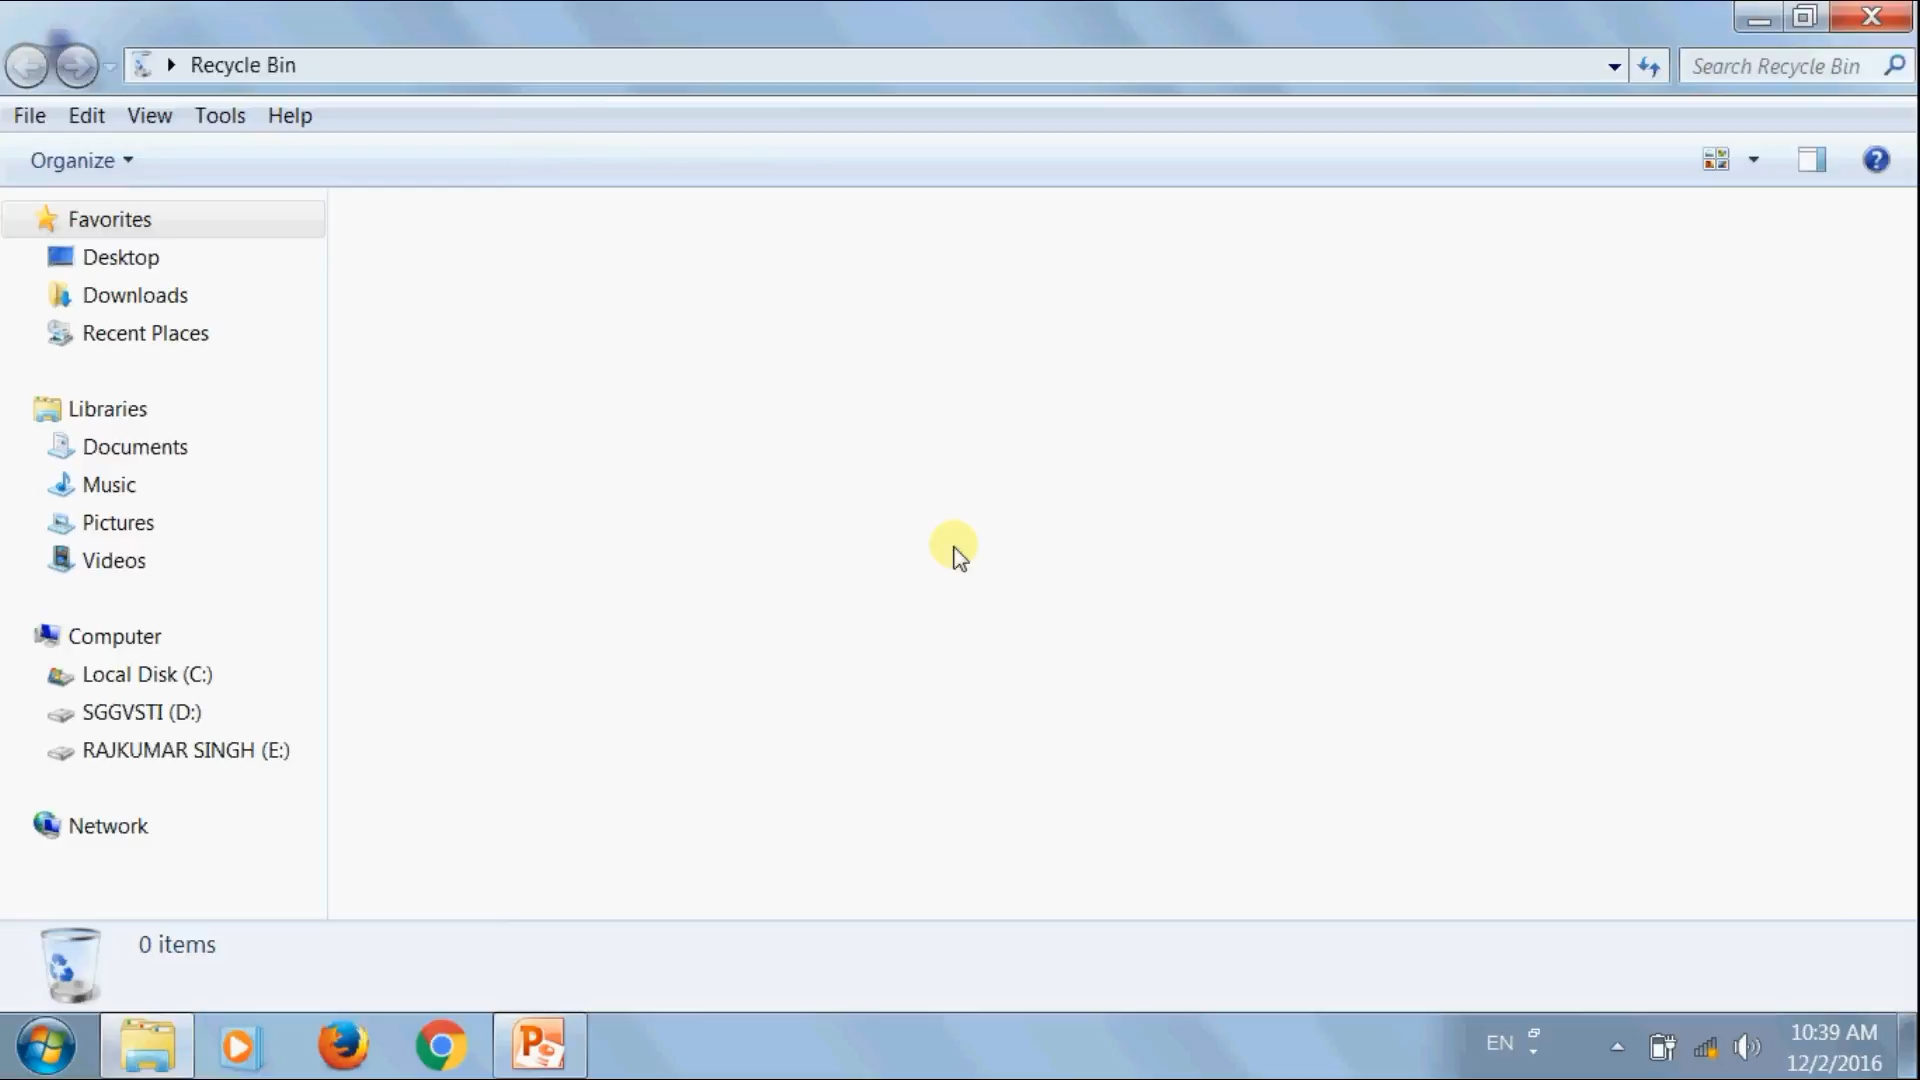 Recycle Bin
Search Recycle Bin
File Edit View Tools Help
Organize
Favorites
Desktop
Downloads
Recent Places
Libraries
Documents
Music
Pictures
Videos
Computer
Local Disk (C:)
SGGVSTI (D:)
RAJKUMAR SINGH (E:)
Network
0 items
EN
10:39 AM
12/2/2016